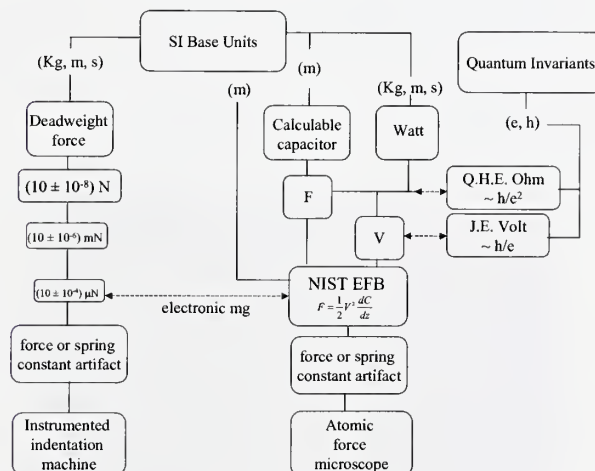 SI Base Units
Quantum Invariants
(Kg, m, s)
(m)
(m)
(Kg, m, s)
(e, h)
Deadweight
force
Calculable
capacitor
Watt
(10 ± 10⁻⁸) N
F
Q.H.E. Ohm
~ h/e²
(10 ± 10⁻⁶) mN
V
J.E. Volt
~ h/e
(10 ± 10⁻⁴) µN
electronic mg
NIST EFB
F = 1/2 V² dC/dz
force or spring
constant artifact
force or spring
constant artifact
Instrumented
indentation
machine
Atomic
force
microscope